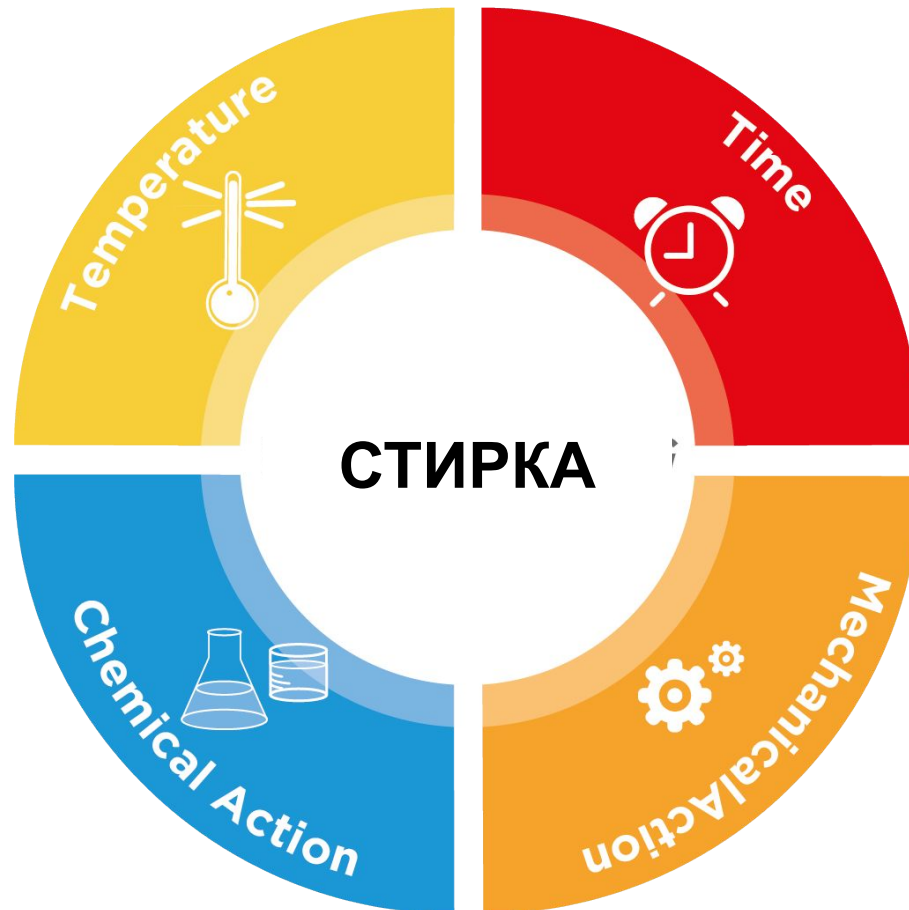 Temperature
Time
СТИРКА
Chemical Action
MechanicalAction